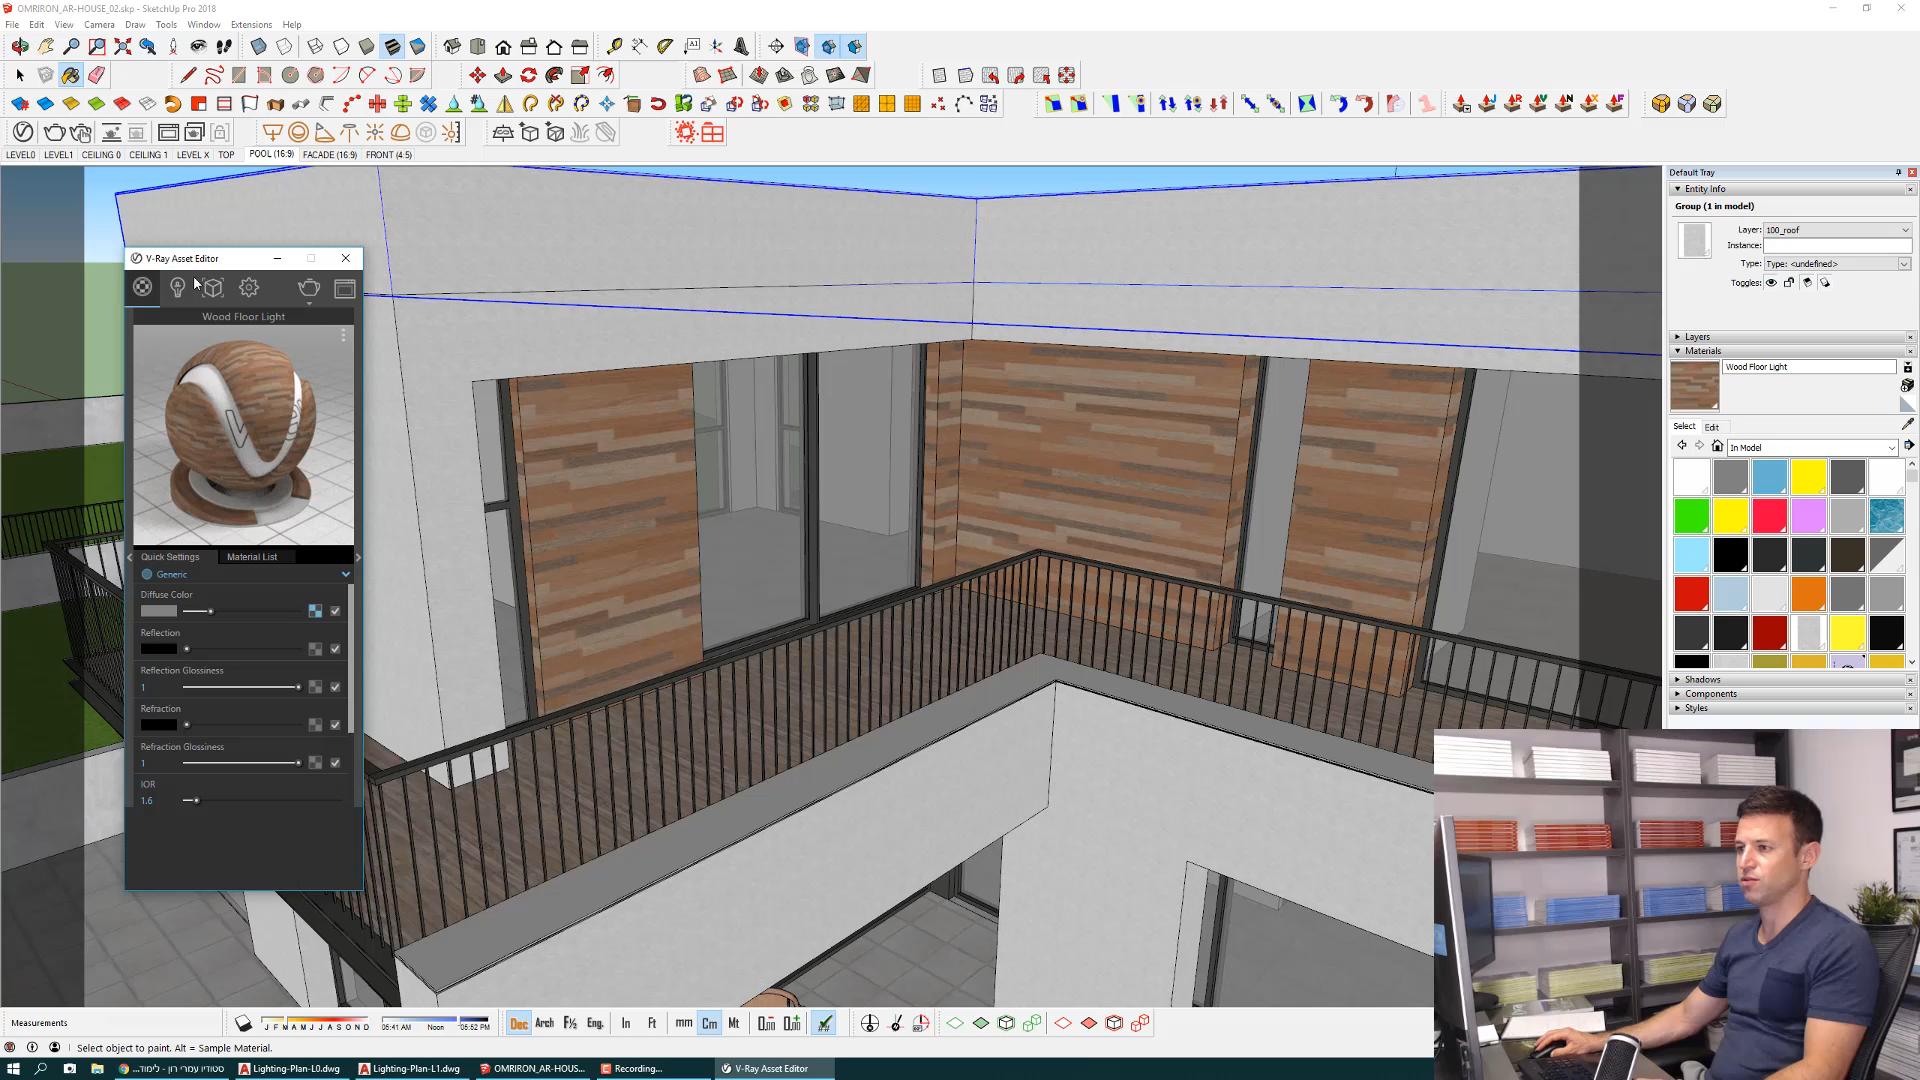 OMRIRON_AR-HOUSE_02.skp - SketchUp Pro 2018
File Edit View Camera Draw Tools Window Extensions Help
LEVEL0 LEVEL1 CEILING 0 CEILING 1 LEVEL X TOP POOL (16:9) FACADE (16:9) FRONT (4:5)
Default Tray
Entity Info
Group (1 in model)
Layer: 100_roof
Instance:
Type: Type: <undefined>
Toggles:
Layers
Materials
Wood Floor Light
Select Edit
In Model
Shadows
Components
Styles
V-Ray Asset Editor
Wood Floor Light
Quick Settings Material List
Generic
Diffuse Color
Reflection
Reflection Glossiness
1
Refraction
Refraction Glossiness
1
IOR
1.6
Measurements
J F M A M J J A S O N D
05:41 AM Noon 05:52 PM
Dec Arch F½ Eng. In Ft mm Cm Mt
Select object to paint. Alt = Sample Material.
סטודיו עמרי רון - לימוד... Lighting-Plan-L0.dwg Lighting-Plan-L1.dwg OMRIRON_AR-HOUS... Recording... V-Ray Asset Editor